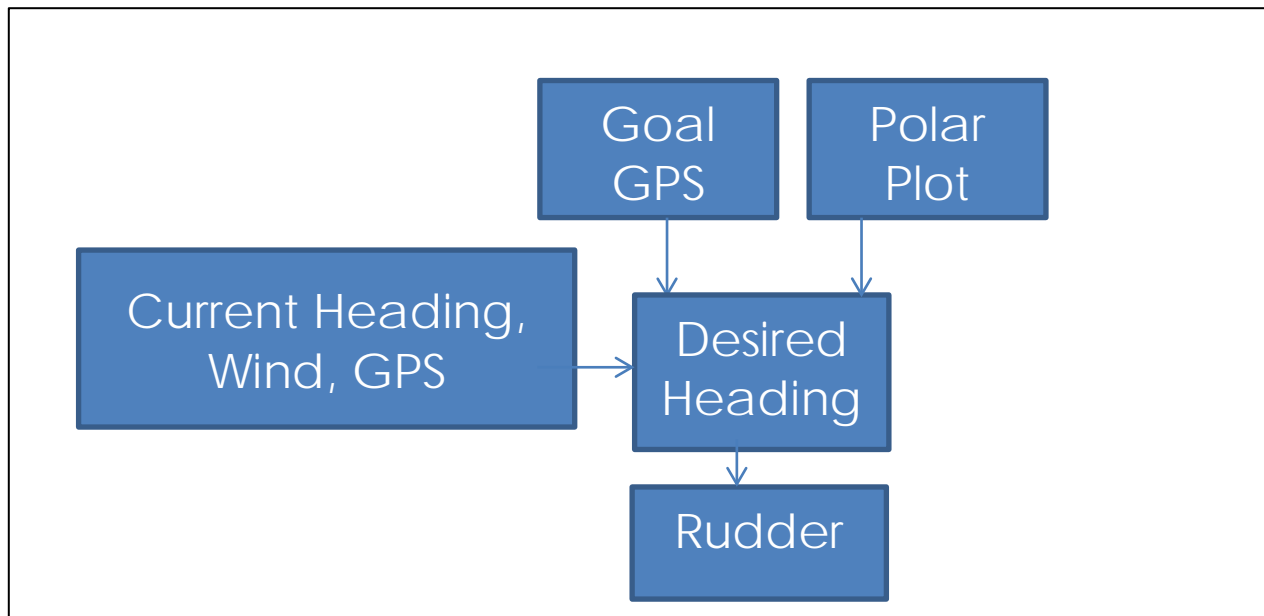 Goal
GPS
Polar
Plot
Current Heading,
Wind, GPS
Desired
Heading
Rudder